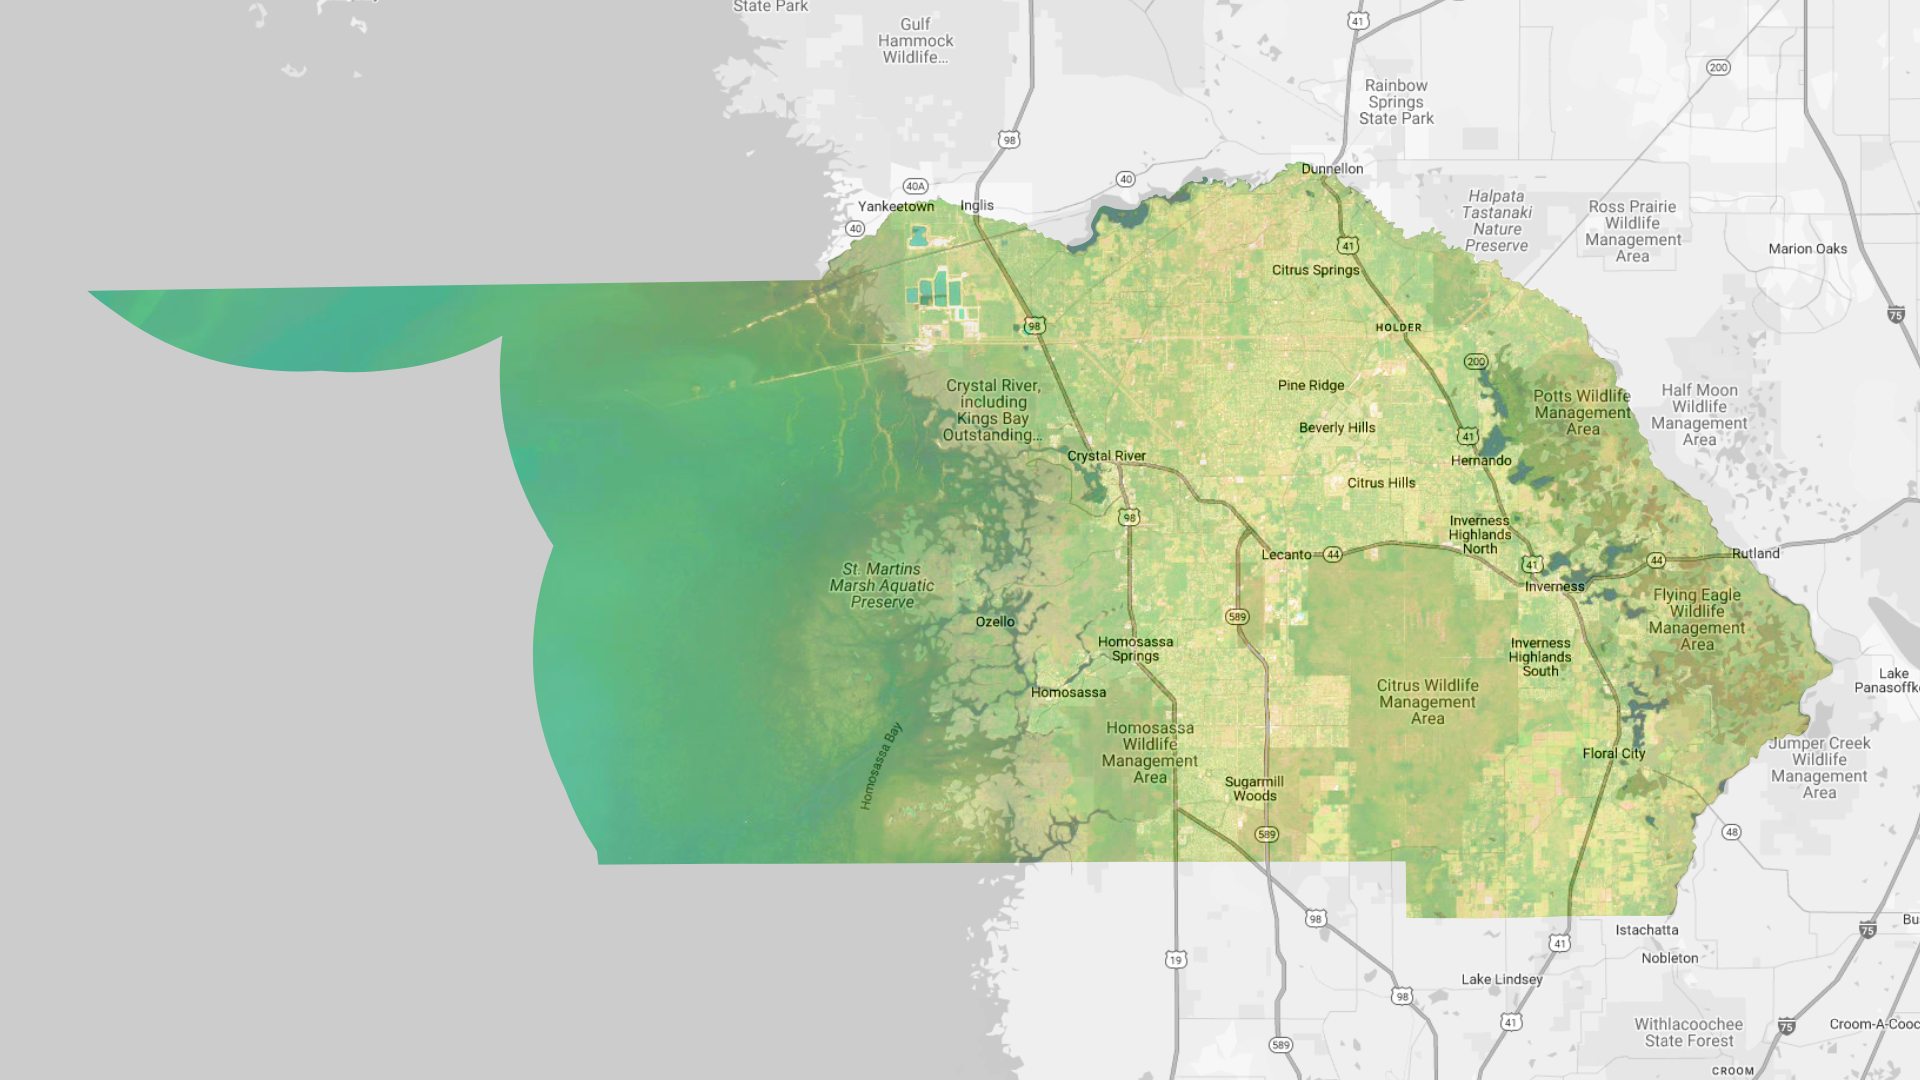 State Park
Gulf
Hammock
Wildlife...
41
200
Rainbow
Springs
State Park
98
Dunnellon
40A
40
Yankeetown
Inglis
40
Halpata
Tastanaki
Nature
Preserve
Ross Prairie
Wildlife
Management
Area
Marion Oaks
41
Citrus Springs
75
98
HOLDER
200
Crystal River,
including
Kings Bay
Outstanding...
Pine Ridge
Potts Wildlife
Management
Area
Half Moon
Wildlife
Management
Area
Beverly Hills
41
Crystal River
Hernando
Citrus Hills
98
Inverness
Highlands
North
Lecanto
44
41
44
Rutland
Inverness
St. Martins
Marsh Aquatic
Preserve
Ozello
589
Flying Eagle
Wildlife
Management
Area
Homosassa
Springs
Inverness
Highlands
South
Homosassa
Citrus Wildlife
Management
Area
Lake
Panasoffk
Homosassa Bay
Homosassa
Wildlife
Management
Area
Floral City
Jumper Creek
Wildlife
Management
Area
Sugarmill
Woods
589
48
98
41
Istachatta
75
Bu
19
Nobleton
Lake Lindsey
98
41
Withlacoochee
State Forest
75
Croom-A-Cooc
589
CROOM